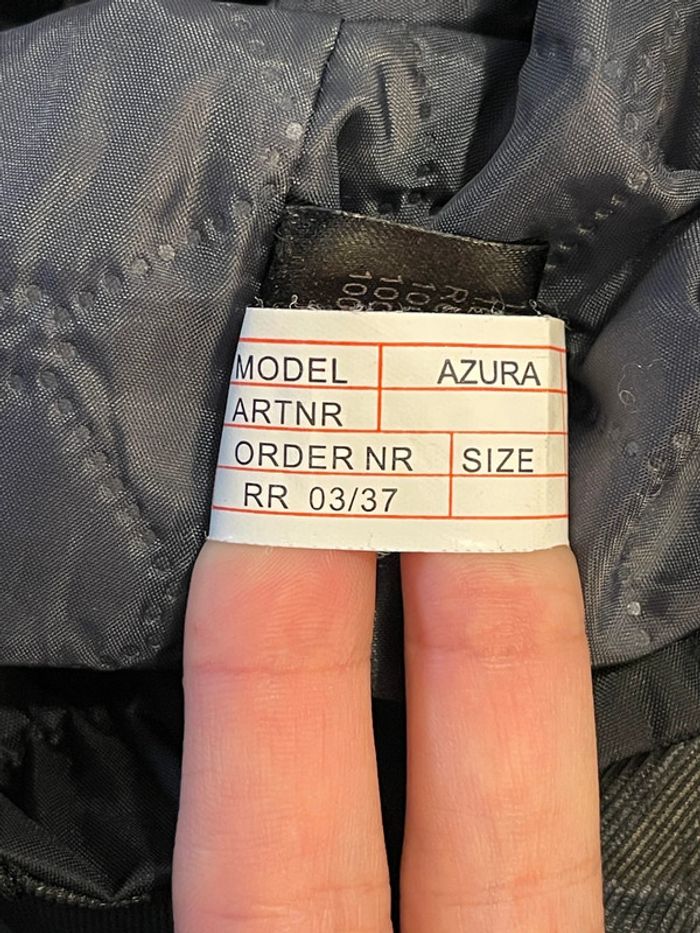 MODEL AZURA
ARTNR
ORDER NR SIZE
RR 03/37